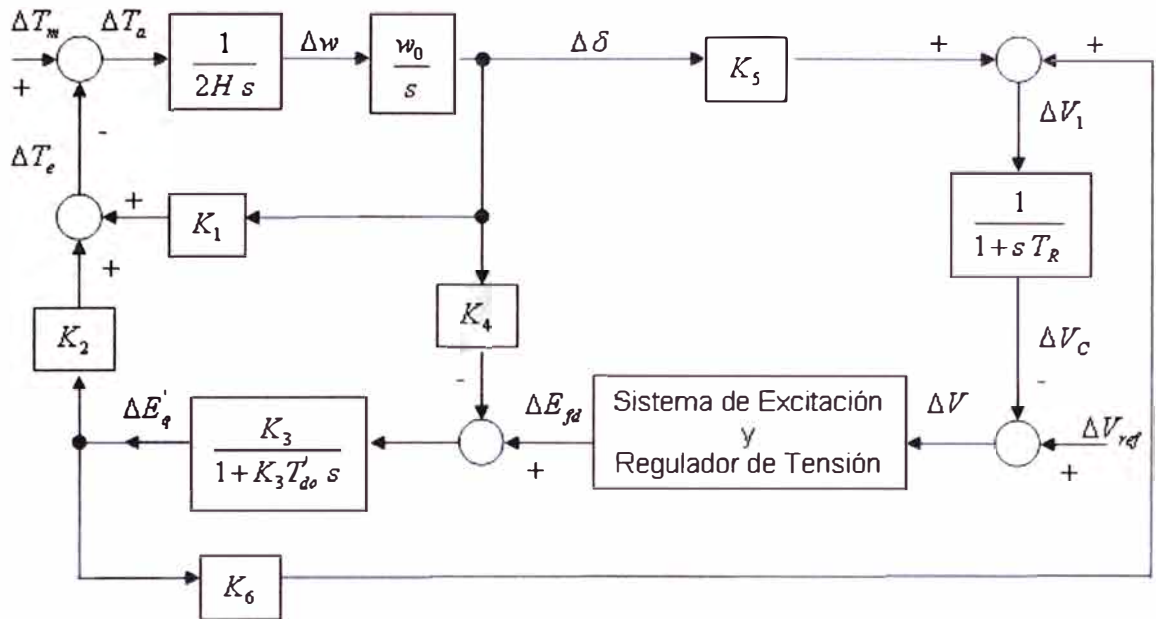 ΔT_m
+
ΔT_a
1
2H s
Δw
w_0
s
Δδ
K_5
+
+
-
ΔT_e
ΔV_1
+
K_1
1
1 + s T_R
+
K_2
K_4
ΔV_C
-
-
ΔE'_q
K_3
1 + K_3 T'_do s
ΔE_fd
+
Sistema de Excitación
y
Regulador de Tensión
ΔV
ΔV_ref
+
K_6